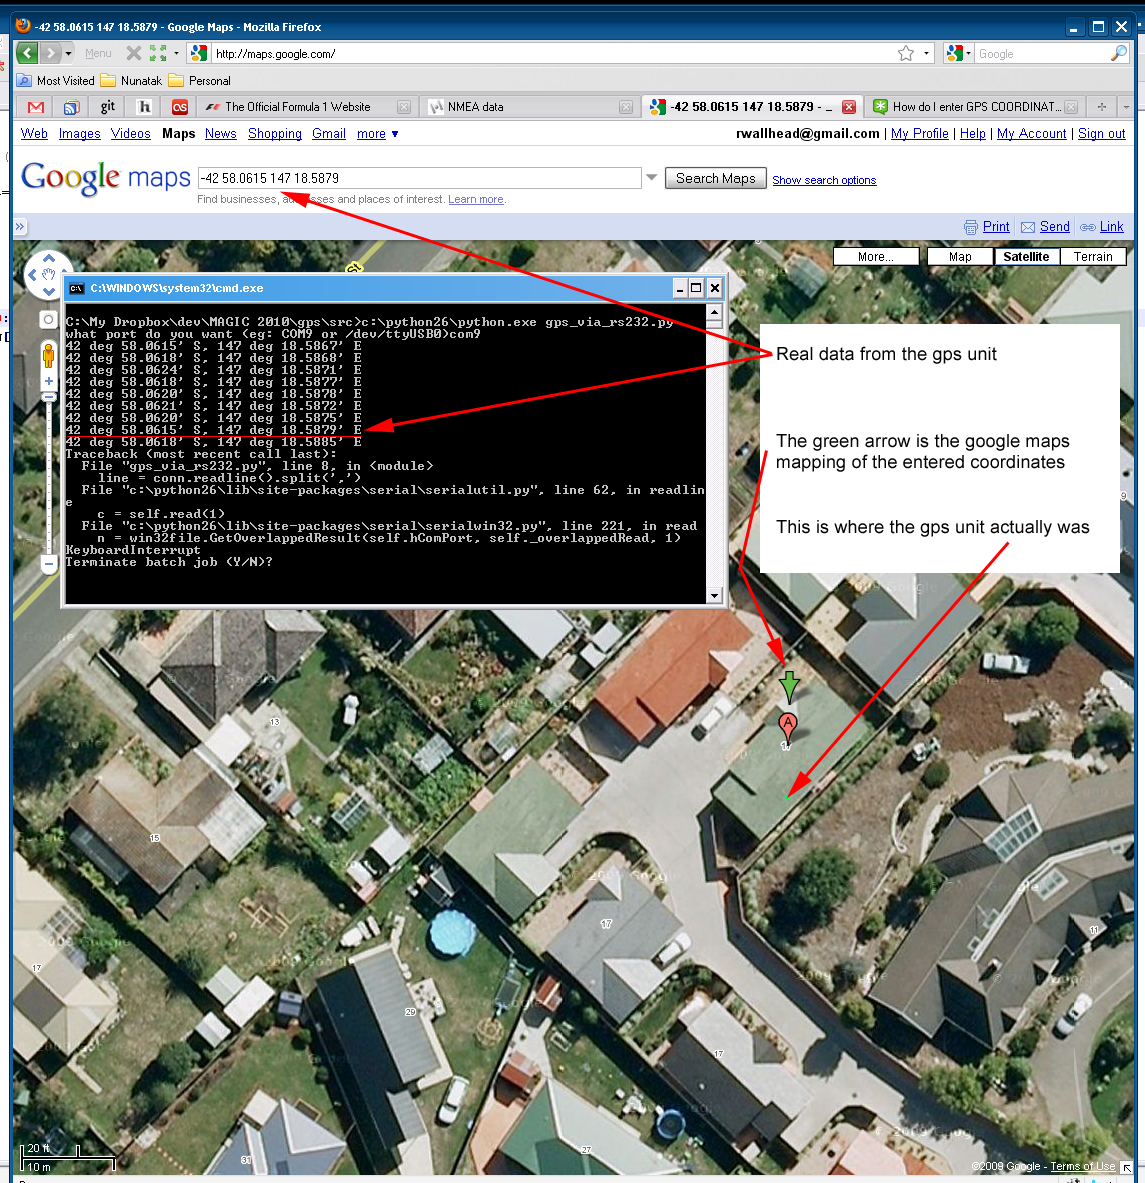 -42 58.0615 147 18.5879 - Google Maps - Mozilla Firefox
Menu
http://maps.google.com/
Google
Most Visited Nunatak Personal
git h The Official Formula 1 Website NMEA data -42 58.0615 147 18.5879 - ... How do I enter GPS COORDINAT...
Web Images Videos Maps News Shopping Gmail more ▼
rwallhead@gmail.com | My Profile | Help | My Account | Sign out
Google maps
-42 58.0615 147 18.5879
Search Maps
Show search options
Find businesses, addresses and places of interest. Learn more.
Print Send Link
More... Map Satellite Terrain
C:\WINDOWS\system32\cmd.exe
C:\My Dropbox\dev\MAGIC 2010\gps\src>c:\python26\python.exe gps_via_rs232.py
what port do you want (eg: COM9 or /dev/ttyUSB0)com9
42 deg 58.0615' S, 147 deg 18.5867' E
42 deg 58.0618' S, 147 deg 18.5868' E
42 deg 58.0624' S, 147 deg 18.5871' E
42 deg 58.0618' S, 147 deg 18.5877' E
42 deg 58.0620' S, 147 deg 18.5878' E
42 deg 58.0621' S, 147 deg 18.5872' E
42 deg 58.0620' S, 147 deg 18.5875' E
42 deg 58.0615' S, 147 deg 18.5879' E
42 deg 58.0618' S, 147 deg 18.5885' E
Traceback (most recent call last):
File "gps_via_rs232.py", line 8, in <module>
line = conn.readline().split(',')
File "c:\python26\lib\site-packages\serial\serialutil.py", line 62, in readlin
e
c = self.read(1)
File "c:\python26\lib\site-packages\serial\serialwin32.py", line 221, in read
n = win32file.GetOverlappedResult(self.hComPort, self._overlappedRead, 1)
KeyboardInterrupt
Terminate batch job (Y/N)?
Real data from the gps unit
The green arrow is the google maps
mapping of the entered coordinates
This is where the gps unit actually was
9
13
A
15
17
11
17
29
17
27
31
20 ft
10 m
©2009 Google - Terms of Use